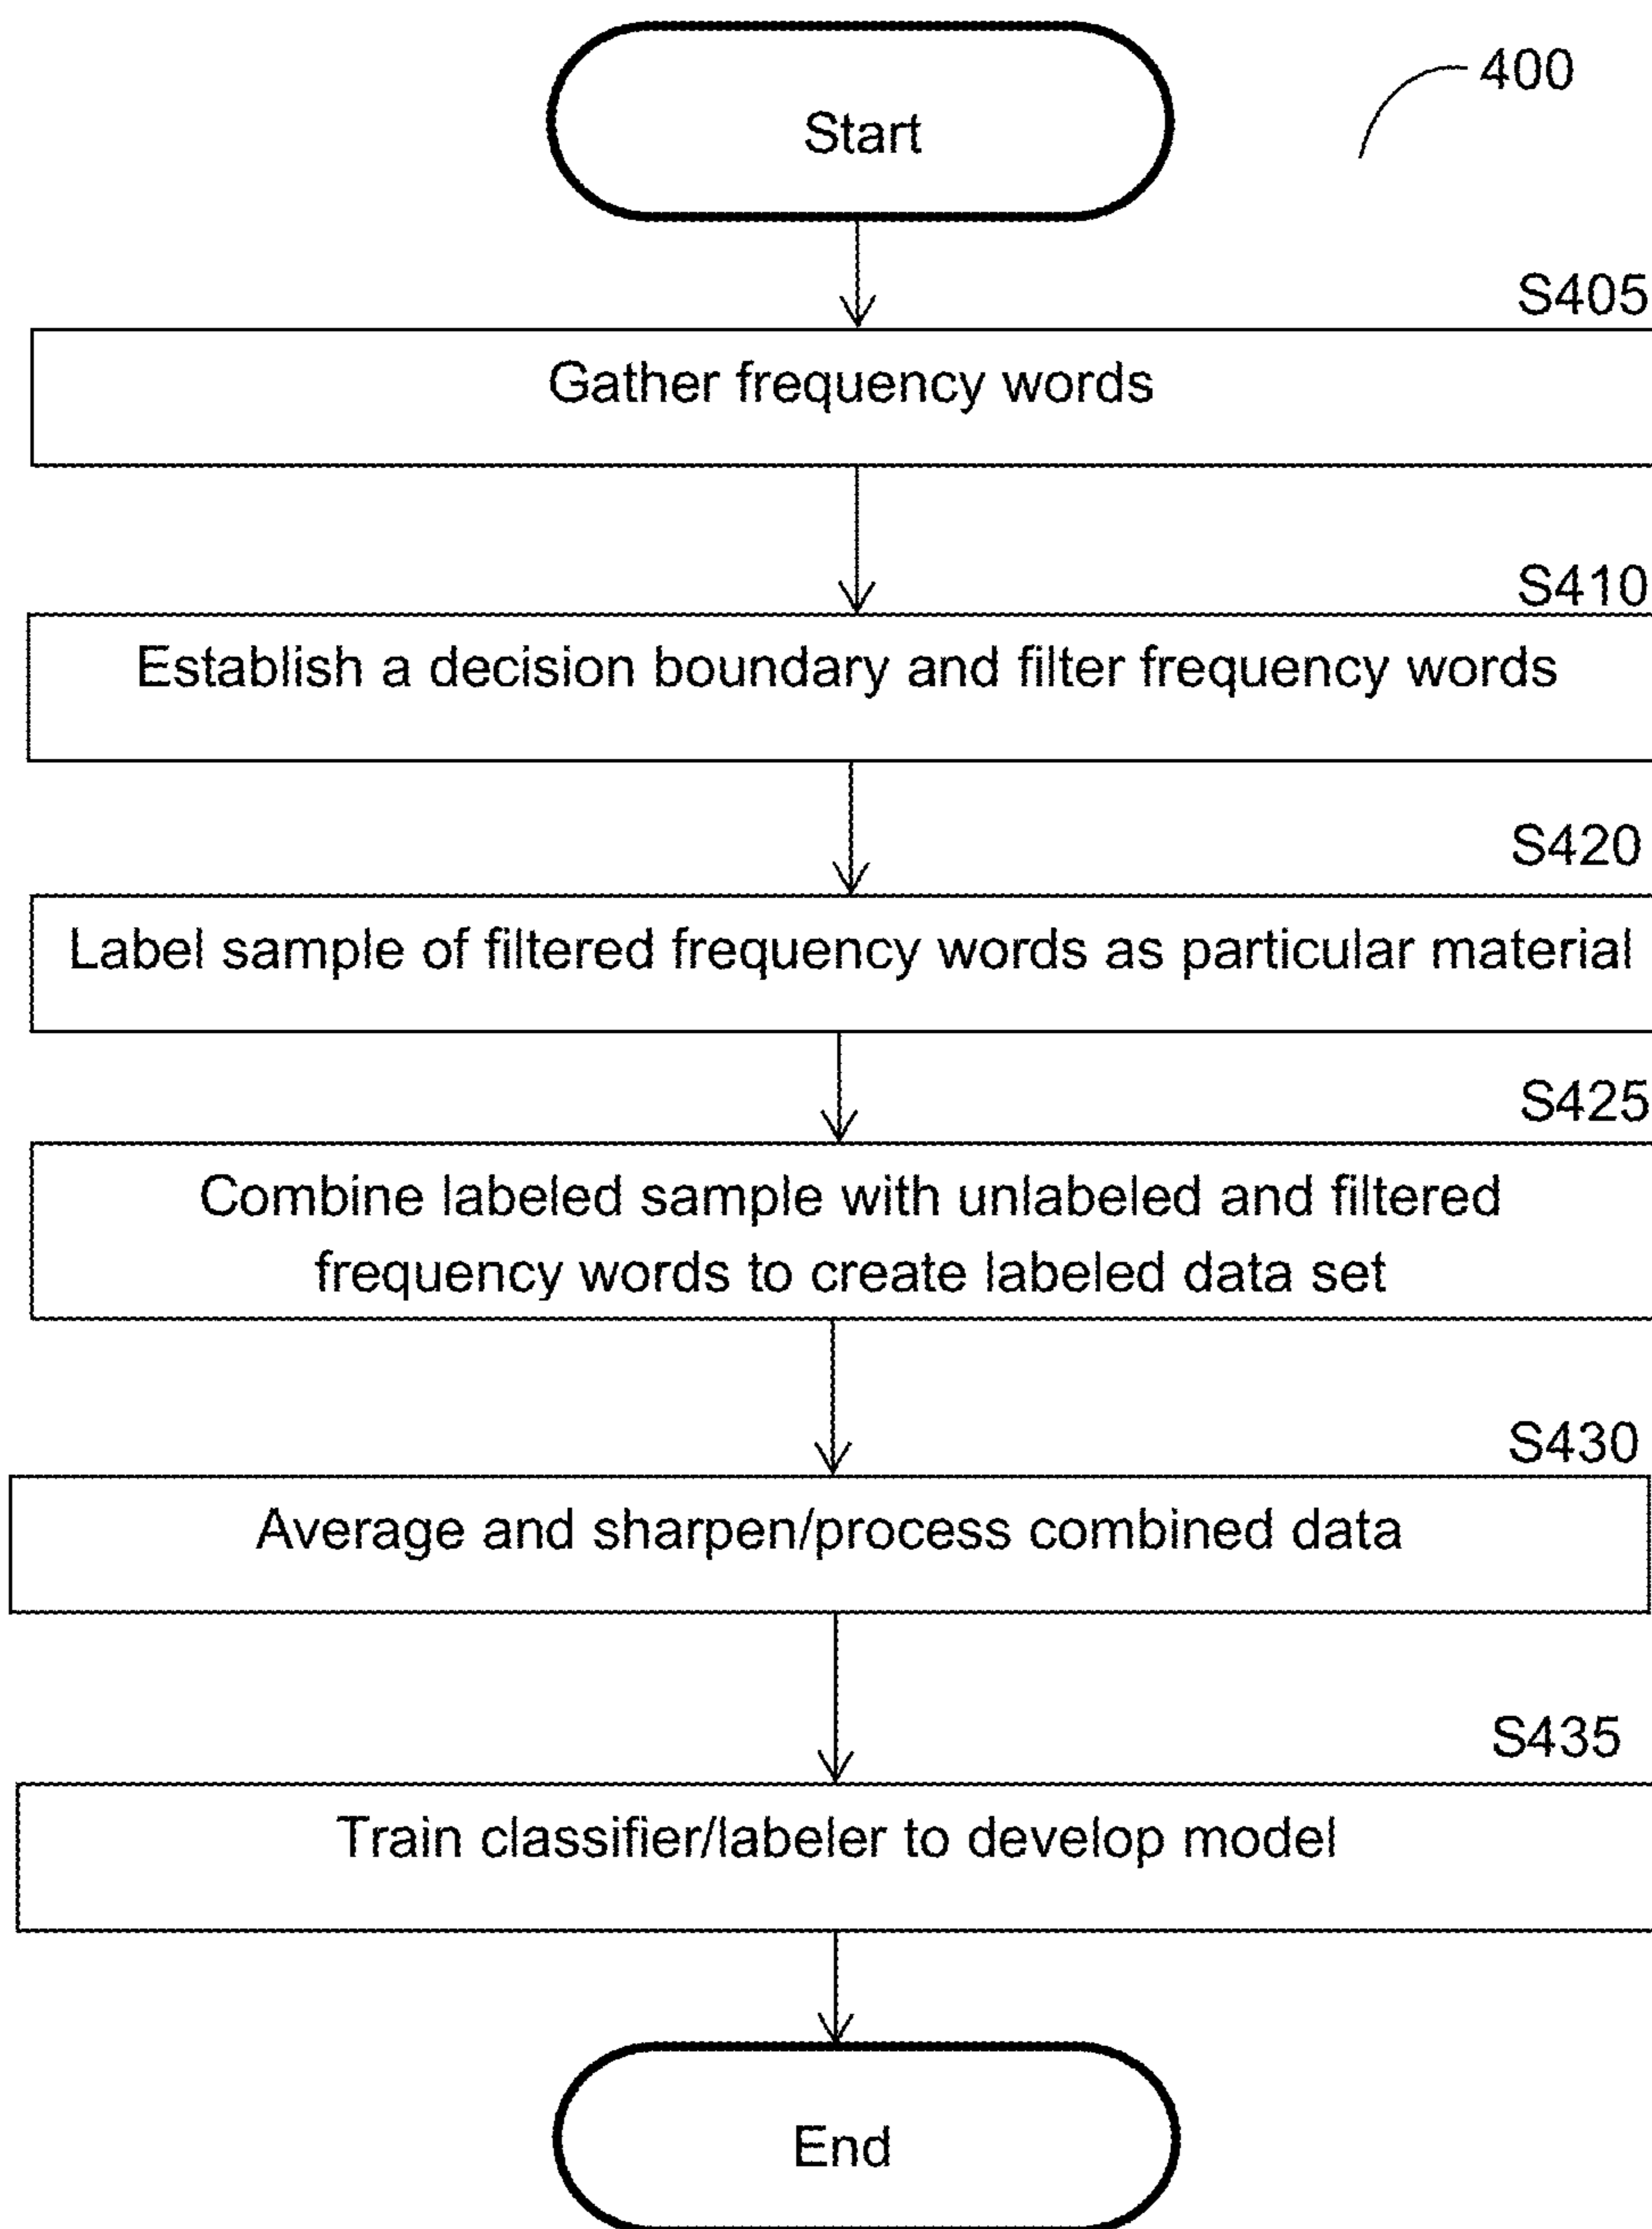 Start
400
S405
Gather frequency words
S410
Establish a decision boundary and filter frequency words
S420
Label sample of filtered frequency words as particular material
S425
Combine labeled sample with unlabeled and filtered
frequency words to create labeled data set
S430
Average and sharpen/process combined data
S435
Train classifier/labeler to develop model
End